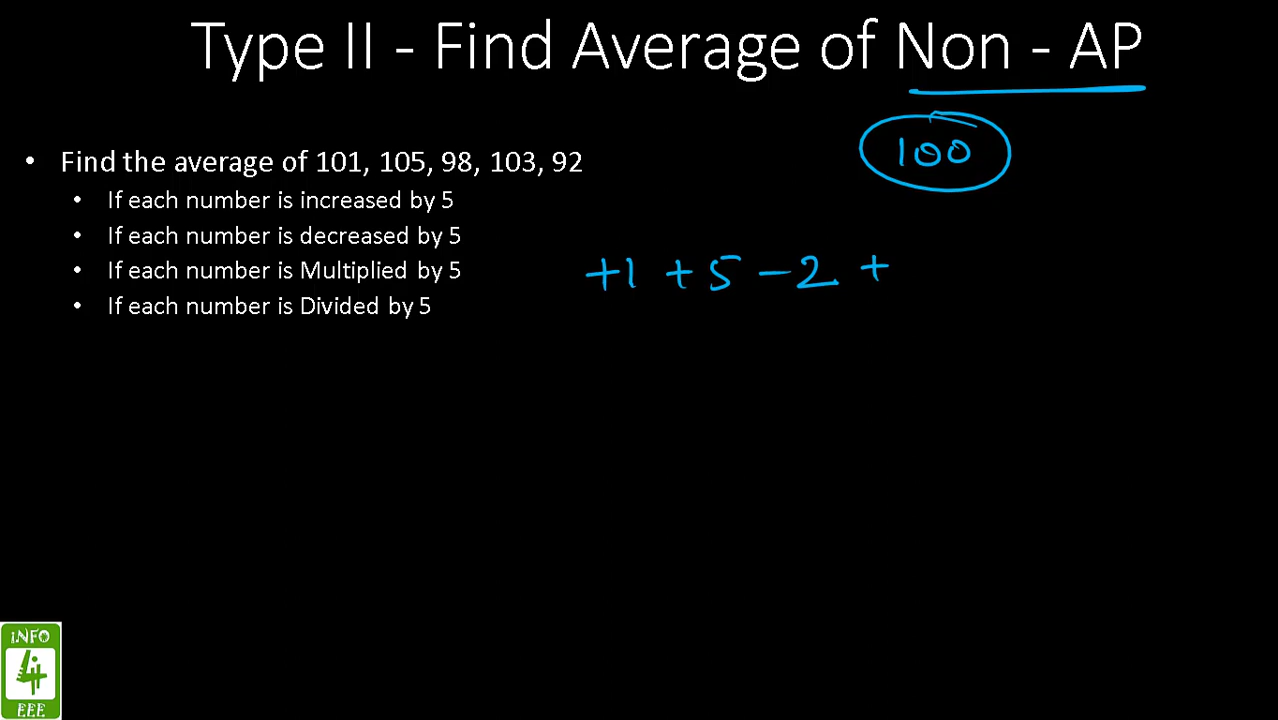 Type II - Find Average of Non - AP
100
• Find the average of 101, 105, 98, 103, 92
• If each number is increased by 5
• If each number is decreased by 5
• If each number is Multiplied by 5
+1 +5 -2 +
• If each number is Divided by 5
iNFO
4
EEE